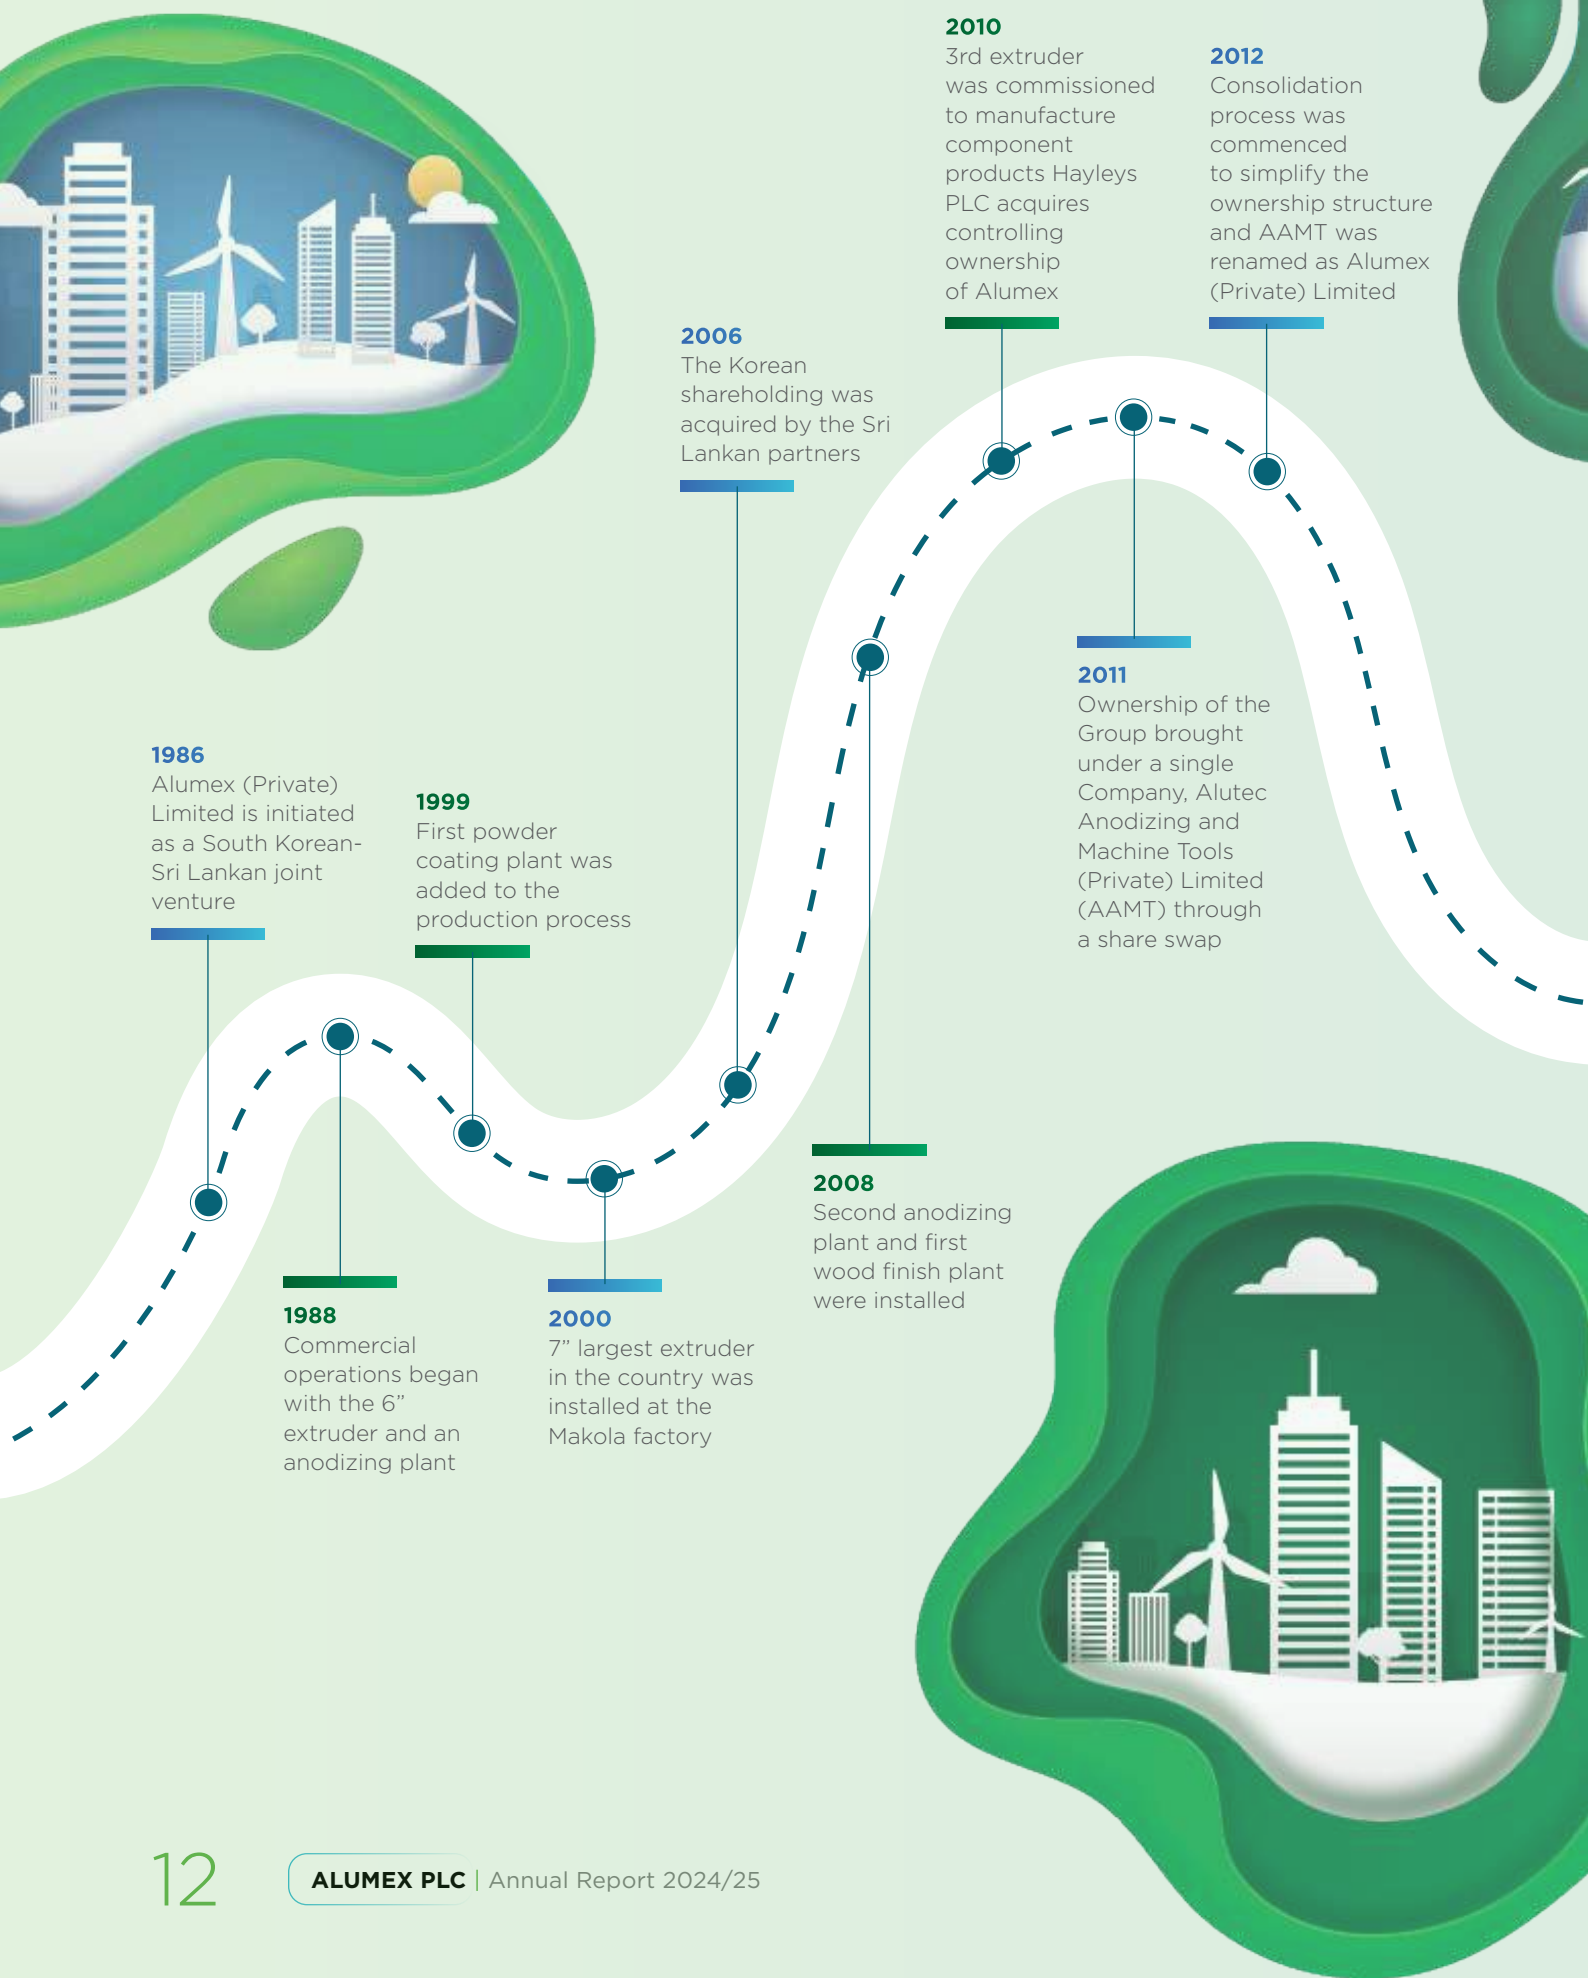 2010
3rd extruder
was commissioned
to manufacture
component
products Hayleys
PLC acquires
controlling
ownership
of Alumex
2012
Consolidation
process was
commenced
to simplify the
ownership structure
and AAMT was
renamed as Alumex
(Private) Limited
2006
The Korean
shareholding was
acquired by the Sri
Lankan partners
2011
Ownership of the
Group brought
under a single
Company, Alutec
Anodizing and
Machine Tools
(Private) Limited
(AAMT) through
a share swap
1986
Alumex (Private)
Limited is initiated
as a South Korean-
Sri Lankan joint
venture
1999
First powder
coating plant was
added to the
production process
2008
Second anodizing
plant and first
wood finish plant
were installed
1988
Commercial
operations began
with the 6”
extruder and an
anodizing plant
2000
7” largest extruder
in the country was
installed at the
Makola factory
12
ALUMEX PLC | Annual Report 2024/25